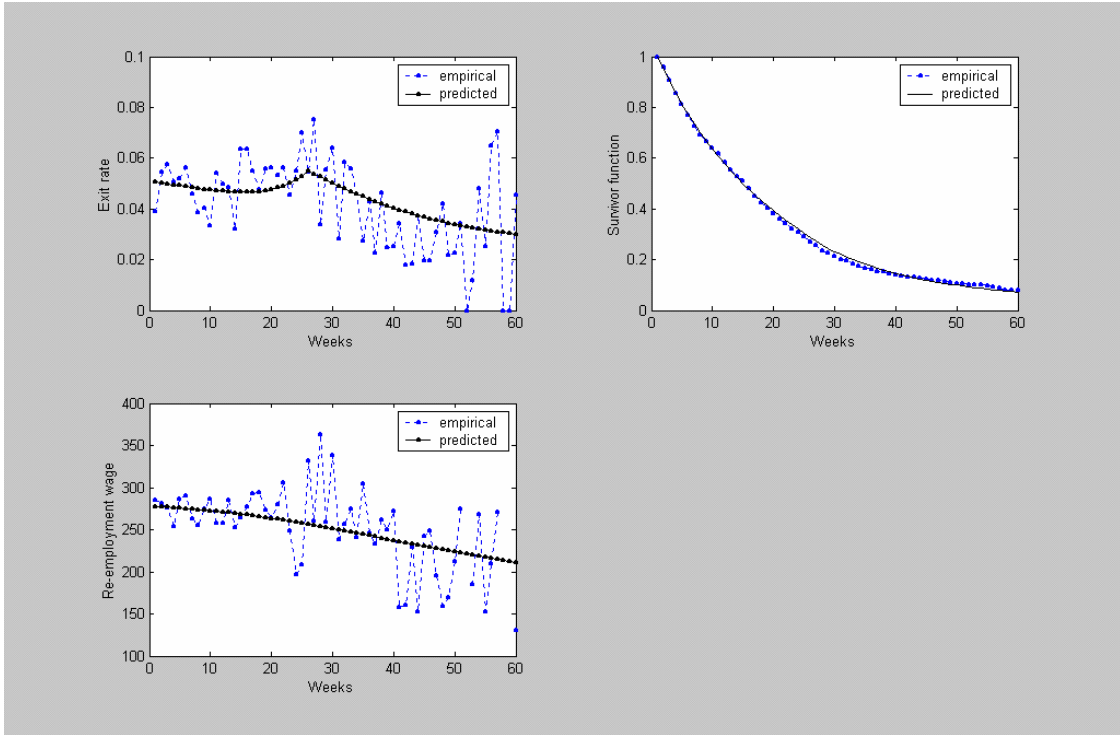 0.1
0.08
0.06
0.04
0.02
0
Exit rate
empirical
predicted
0 10 20 30 40 50 60
Weeks
1
0.8
0.6
0.4
0.2
0
Survivor function
empirical
predicted
0 10 20 30 40 50 60
Weeks
400
350
300
250
200
150
100
Re-employment wage
empirical
predicted
0 10 20 30 40 50 60
Weeks